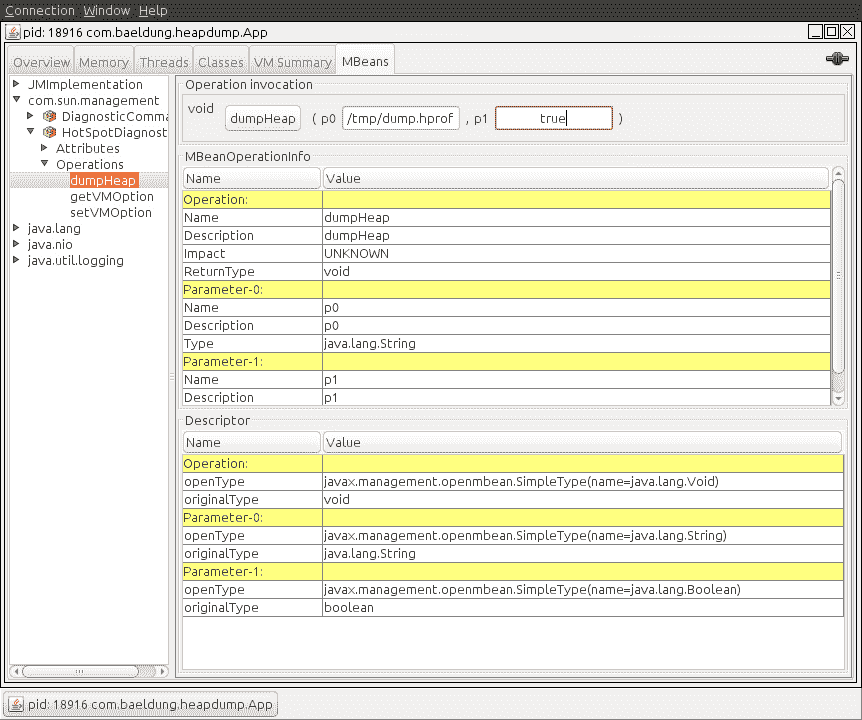 Connection Window Help
pid: 18916 com.baeldung.heapdump.App
Overview Memory Threads Classes VM Summary MBeans
JMImplementation
com.sun.management
DiagnosticComma
HotSpotDiagnost
Attributes
Operations
dumpHeap
getVMOption
setVMOption
java.lang
java.nio
java.util.logging
Operation invocation
void dumpHeap ( p0 /tmp/dump.hprof , p1 true )
MBeanOperationInfo
Name Value
Operation:
Name dumpHeap
Description dumpHeap
Impact UNKNOWN
ReturnType void
Parameter-0:
Name p0
Description p0
Type java.lang.String
Parameter-1:
Name p1
Description p1
Descriptor
Name Value
Operation:
openType javax.management.openmbean.SimpleType(name=java.lang.Void)
originalType void
Parameter-0:
openType javax.management.openmbean.SimpleType(name=java.lang.String)
originalType java.lang.String
Parameter-1:
openType javax.management.openmbean.SimpleType(name=java.lang.Boolean)
originalType boolean
pid: 18916 com.baeldung.heapdump.App